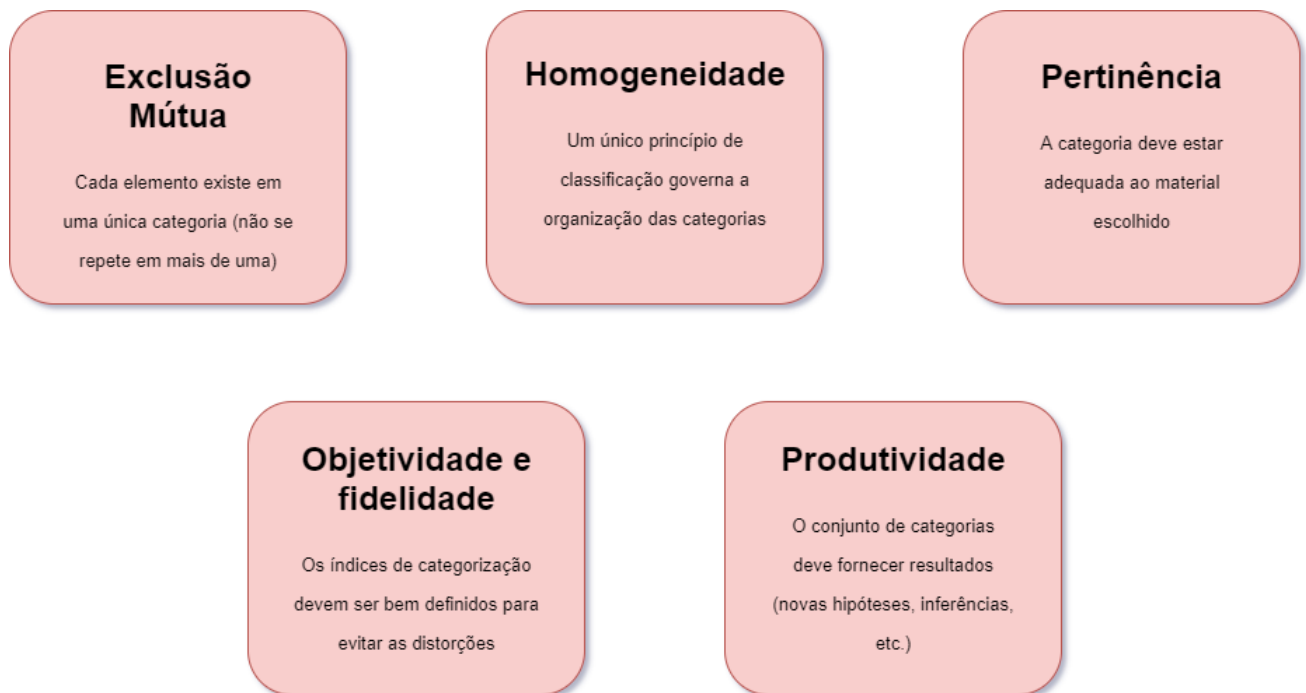 Exclusão
Mútua
Cada elemento existe em
uma única categoria (não se
repete em mais de uma)
Homogeneidade
Um único princípio de
classificação governa a
organização das categorias
Pertinência
A categoria deve estar
adequada ao material
escolhido
Objetividade e
fidelidade
Os índices de categorização
devem ser bem definidos para
evitar as distorções
Produtividade
O conjunto de categorias
deve fornecer resultados
(novas hipóteses, inferências,
etc.)